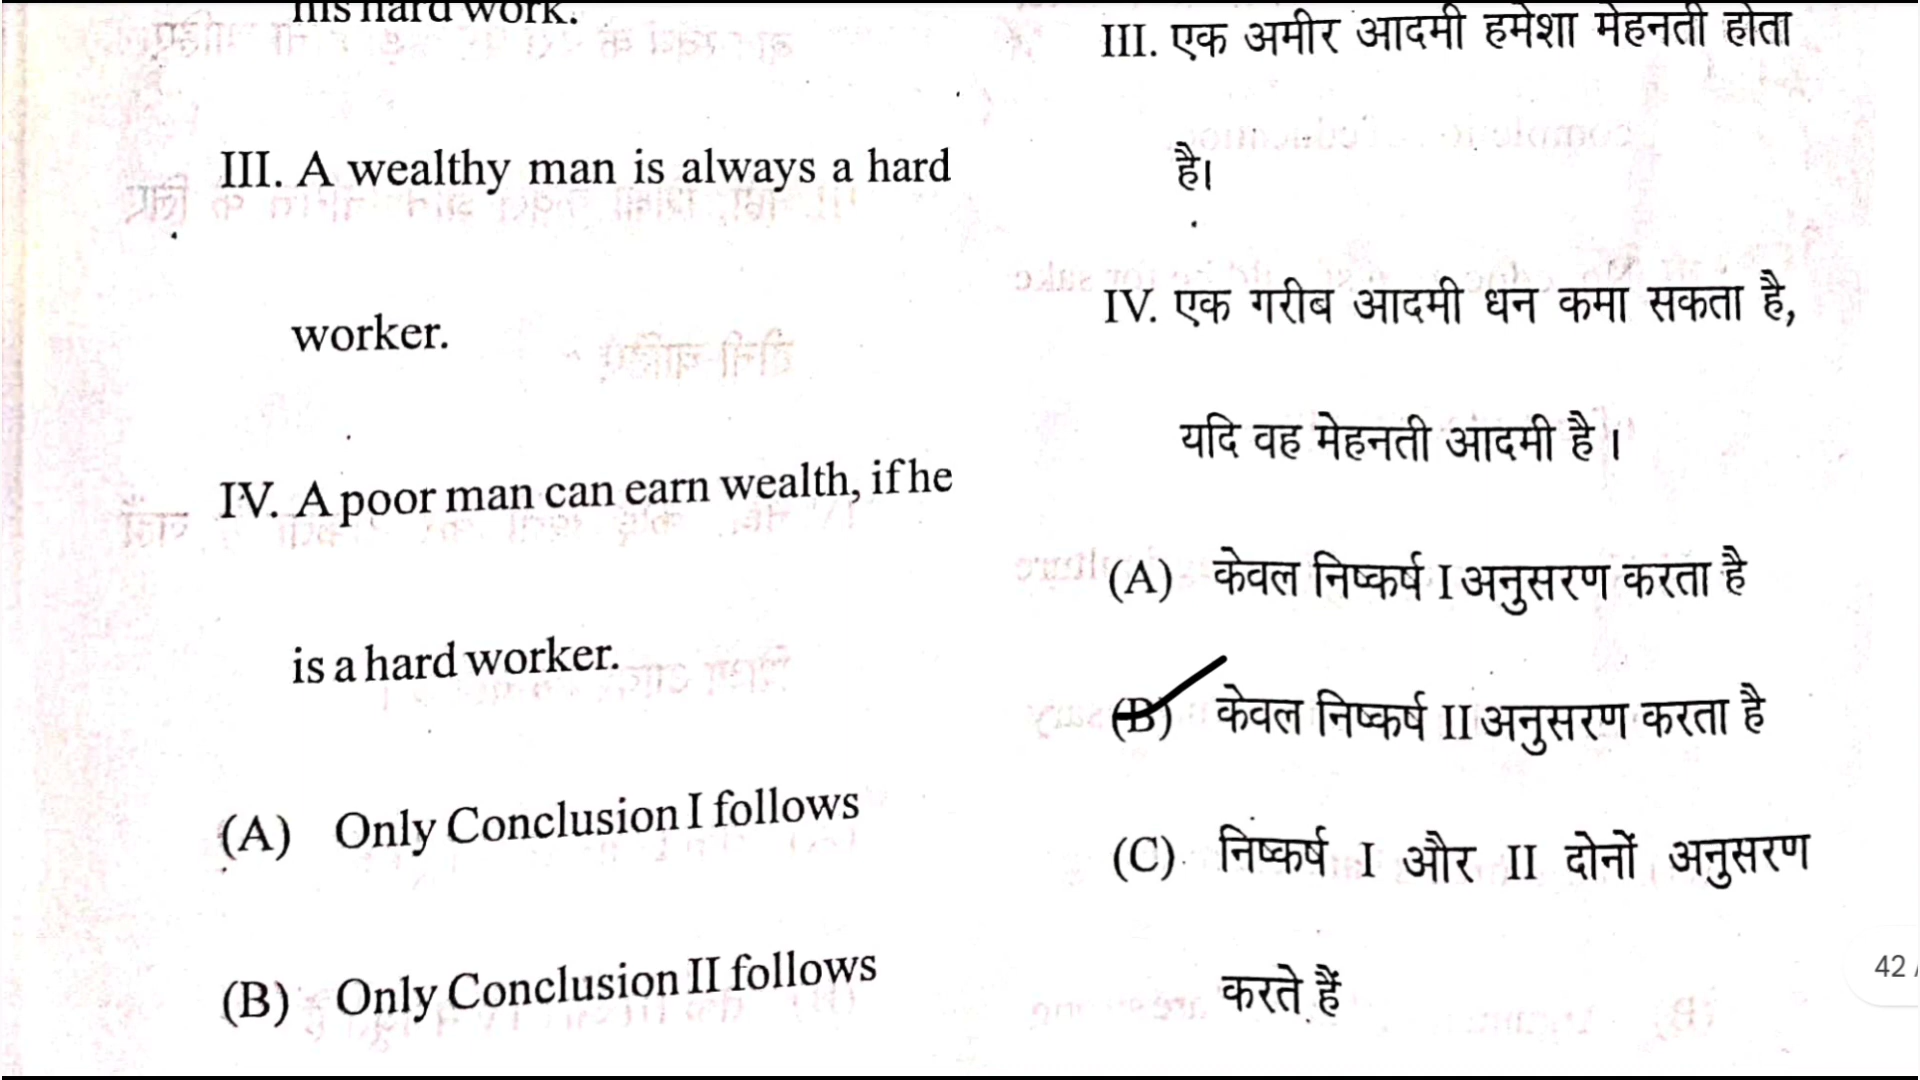 his hard work.
III. A wealthy man is always a hard
worker.
IV. A poor man can earn wealth, if he
is a hard worker.
(A) Only Conclusion I follows
(B) Only Conclusion II follows
III. एक अमीर आदमी हमेशा मेहनती होता
है।
IV. एक गरीब आदमी धन कमा सकता है,
यदि वह मेहनती आदमी है ।
(A) केवल निष्कर्ष I अनुसरण करता है
(B) केवल निष्कर्ष II अनुसरण करता है
(C) निष्कर्ष I और II दोनों अनुसरण
करते हैं
42 /